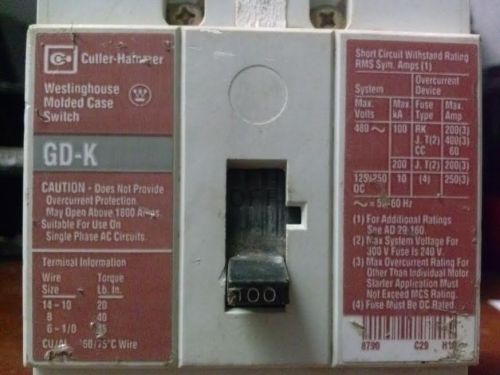 Cutler-Hammer
Westinghouse
Molded Case
Switch
GD-K
CAUTION - Does Not Provide
Overcurrent Protection.
May Open Above 1800 Amps.
Suitable For Use On
Single Phase AC Circuits.
Terminal Information
Wire Torque
Size Lb. In.
14-10 20
8 40
6-1/0 45
CU/AL 60/75°C Wire
OFF
100
Short Circuit Withstand Rating
RMS Sym. Amps (1)
System Overcurrent Device
Max. Volts Max. kA Fuse Type Max. Amp
480 ~ 100 RK 200(3)
J, T(2) 400(3)
CC 60
200 J, T(2) 200(3)
125/250 10 (4) 250(3)
DC
~ = 50-60 Hz
(1) For Additional Ratings
See AD 29-160.
(2) Max System Voltage For
300 V Fuse Is 240 V.
(3) Max Overcurrent Rating For
Other Than Individual Motor
Starter Application Must
Not Exceed MCS Rating.
(4) Fuse Must Be DC Rated.
8790 C29